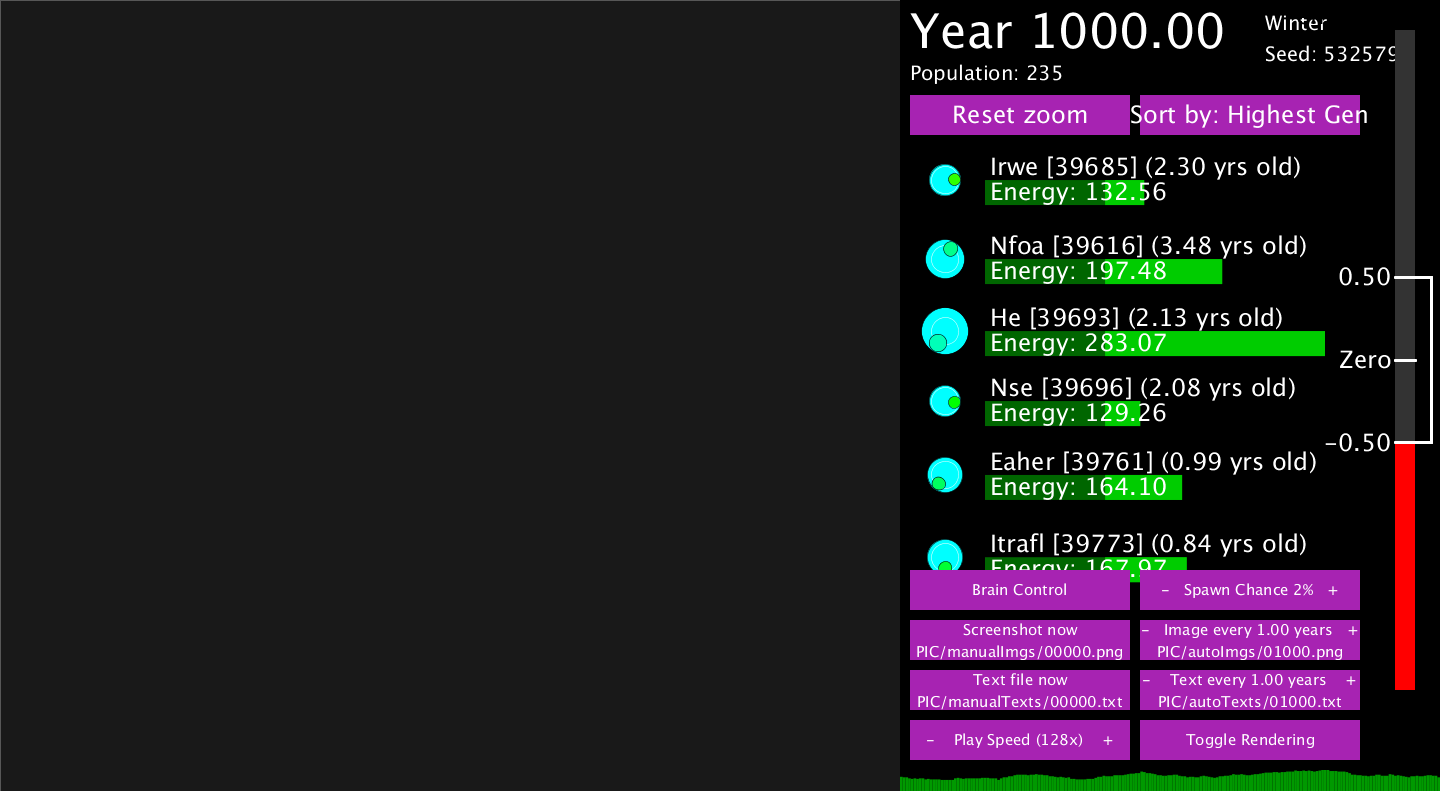 Year 1000.00
Winter
Seed: 532579
Population: 235
Reset zoom
Sort by: Highest Gen
Irwe [39685] (2.30 yrs old)
Energy: 132.56
Nfoa [39616] (3.48 yrs old)
Energy: 197.48
0.50
He [39693] (2.13 yrs old)
Energy: 283.07
Zero
Nse [39696] (2.08 yrs old)
Energy: 129.26
-0.50
Eaher [39761] (0.99 yrs old)
Energy: 164.10
Itrafl [39773] (0.84 yrs old)
Energy: 167.97
Brain Control
- Spawn Chance 2% +
Screenshot now
PIC/manualImgs/00000.png
- Image every 1.00 years +
PIC/autoImgs/01000.png
Text file now
PIC/manualTexts/00000.txt
- Text every 1.00 years +
PIC/autoTexts/01000.txt
- Play Speed (128x) +
Toggle Rendering